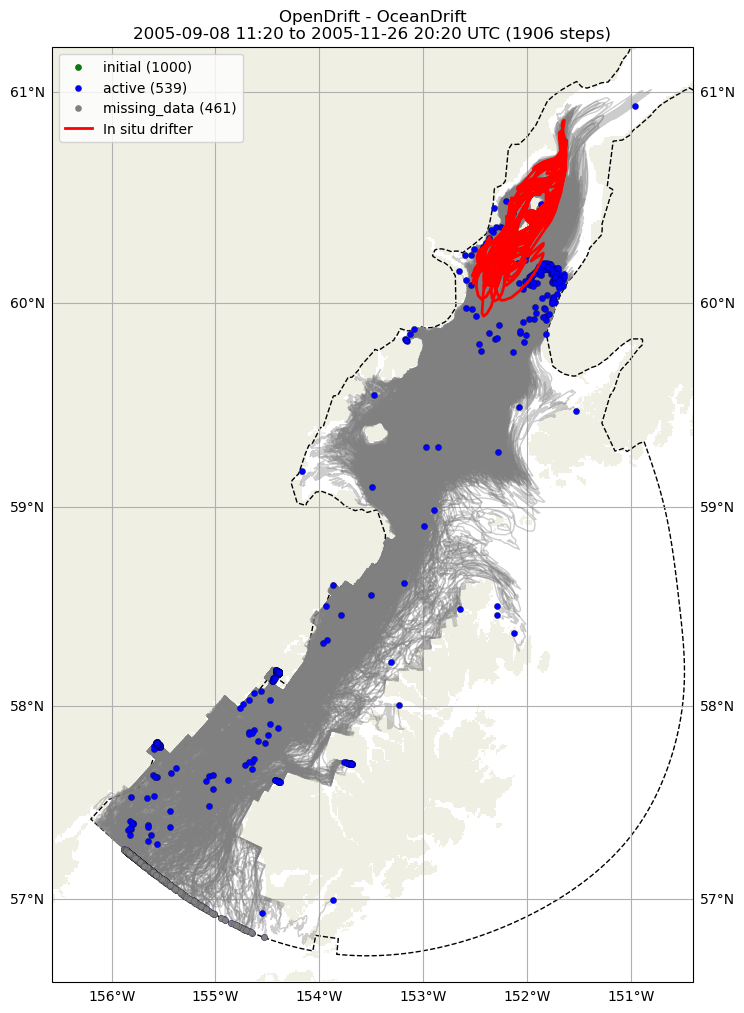 OpenDrift - OceanDrift
2005-09-08 11:20 to 2005-11-26 20:20 UTC (1906 steps)
initial (1000)
active (539)
missing_data (461)
In situ drifter
61°N
61°N
60°N
60°N
59°N
59°N
58°N
58°N
57°N
57°N
156°W
155°W
154°W
153°W
152°W
151°W